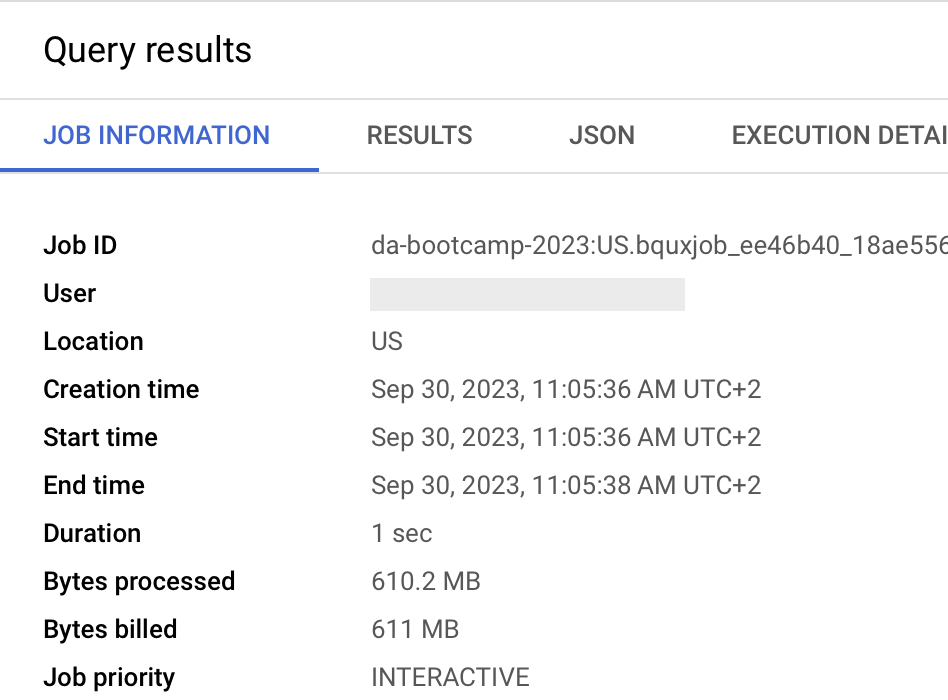 Query results
JOB INFORMATION RESULTS JSON EXECUTION DETAI
Job ID da-bootcamp-2023:US.bquxjob_ee46b40_18ae556
User
Location US
Creation time Sep 30, 2023, 11:05:36 AM UTC+2
Start time Sep 30, 2023, 11:05:36 AM UTC+2
End time Sep 30, 2023, 11:05:38 AM UTC+2
Duration 1 sec
Bytes processed 610.2 MB
Bytes billed 611 MB
Job priority INTERACTIVE